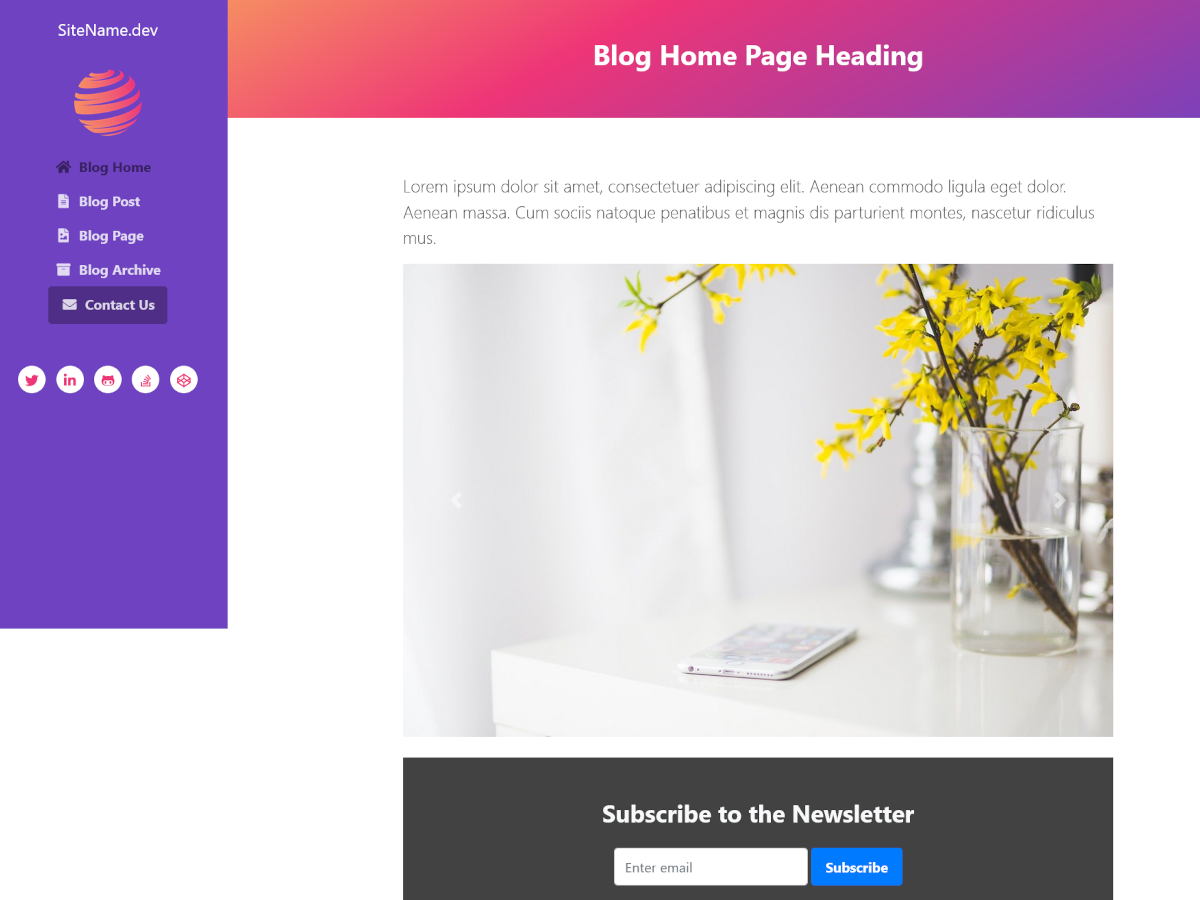 SiteName.dev
Blog Home
Blog Post
Blog Page
Blog Archive
Contact Us
Blog Home Page Heading
Lorem ipsum dolor sit amet, consectetuer adipiscing elit. Aenean commodo ligula eget dolor.
Aenean massa. Cum sociis natoque penatibus et magnis dis parturient montes, nascetur ridiculus
mus.
Subscribe to the Newsletter
Enter email
Subscribe